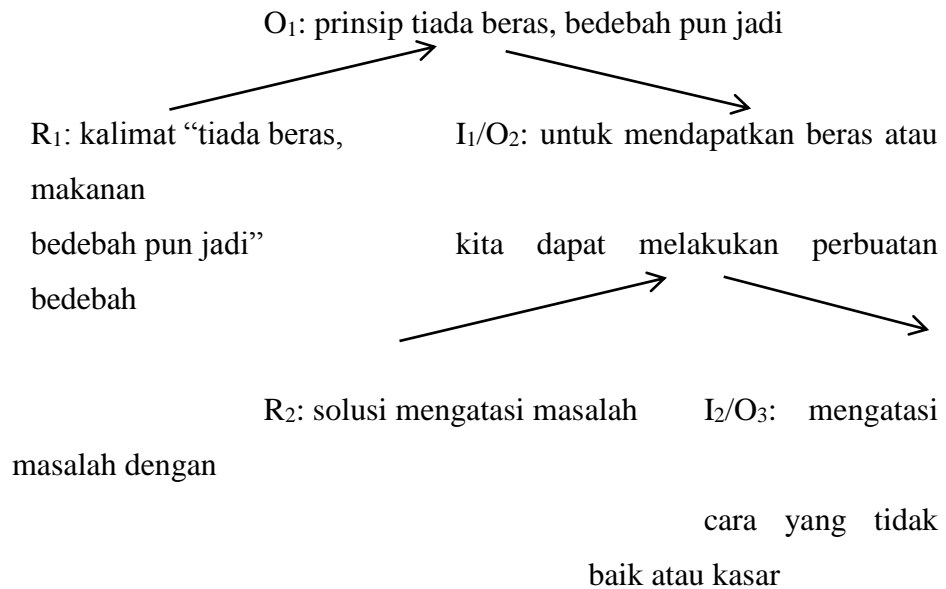 O₁: prinsip tiada beras, bedebah pun jadi
R₁: kalimat “tiada beras, I₁/O₂: untuk mendapatkan beras atau
makanan
bedebah pun jadi” kita dapat melakukan perbuatan
bedebah
R₂: solusi mengatasi masalah I₂/O₃: mengatasi
masalah dengan
cara yang tidak
baik atau kasar